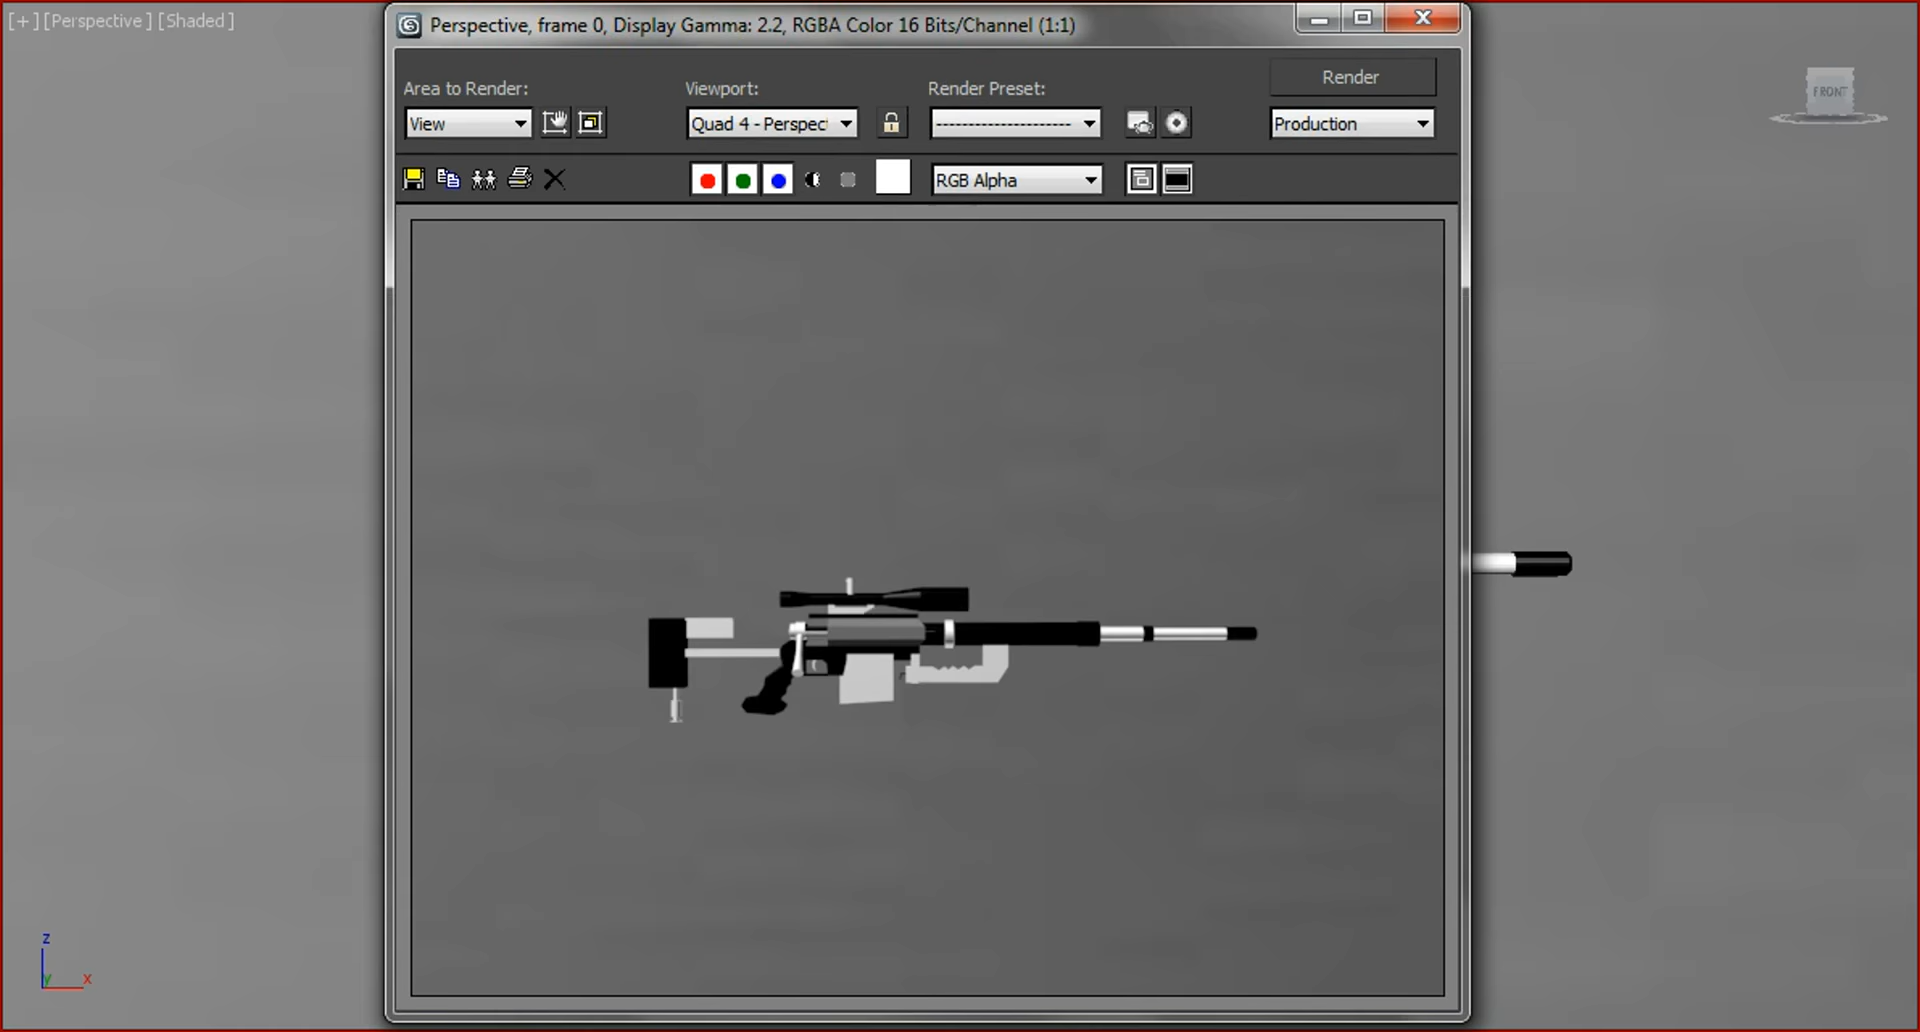 [+] [Perspective] [Shaded]
Perspective, frame 0, Display Gamma: 2.2, RGBA Color 16 Bits/Channel (1:1)
Area to Render:
Viewport:
Render Preset:
Render
View
Quad 4 - Perspect
--------------------
Production
RGB Alpha
FRONT
z
y
x